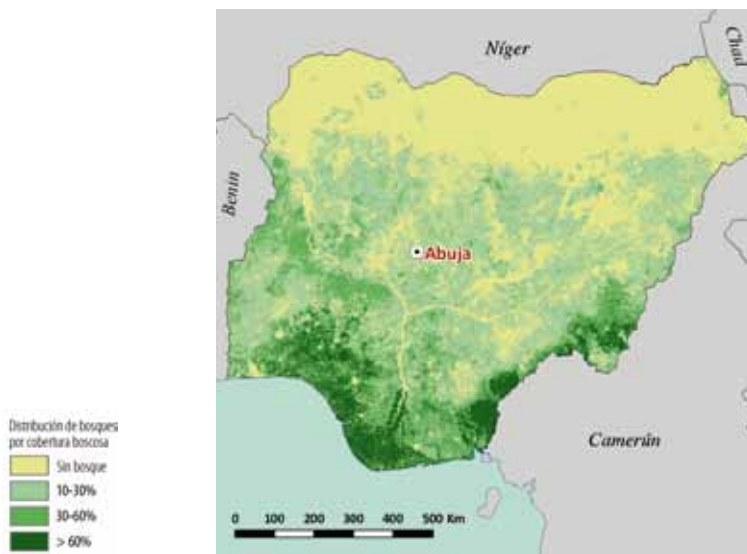 Níger
Chad
Benin
Abuja
Camerún
0 100 200 300 400 500 Km
Distribución de bosques
por cobertura boscosa
Sin bosque
10-30%
30-60%
> 60%